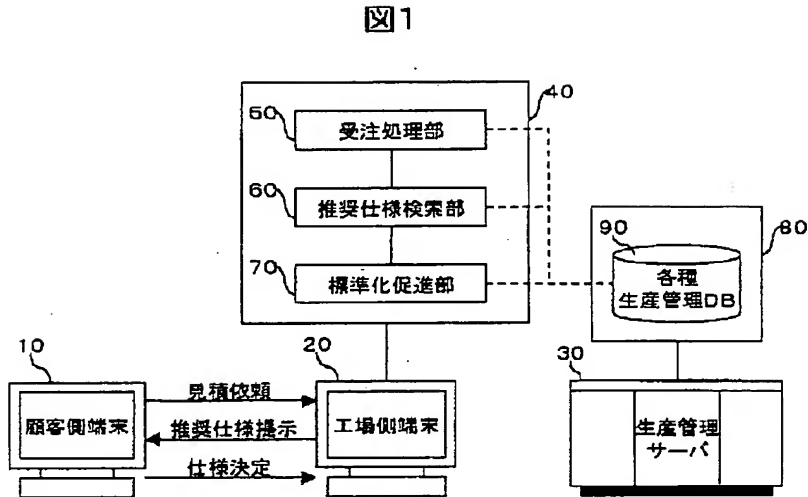 図1
40
50
受注処理部
60
推奨仕様検索部
70
標準化促進部
80
90
各種
生産管理DB
10
顧客側端末
見積依頼
推奨仕様提示
仕様決定
20
工場側端末
30
生産管理
サーバ